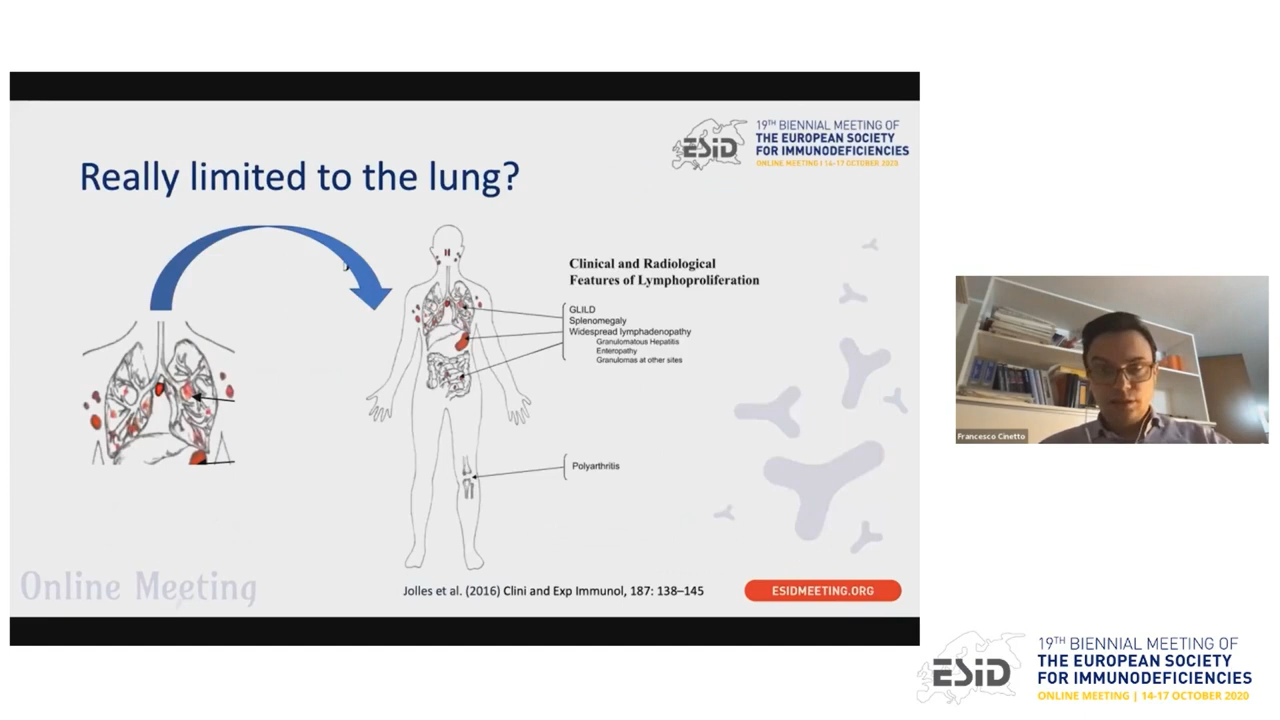 ESiD
19TH BIENNIAL MEETING OF
THE EUROPEAN SOCIETY
FOR IMMUNODEFICIENCIES
ONLINE MEETING | 14-17 OCTOBER 2020
Really limited to the lung?
Clinical and Radiological
Features of Lymphoproliferation
GLILD
Splenomegaly
Widespread lymphadenopathy
Granulomatous Hepatitis
Enteropathy
Granulomas at other sites
Polyarthritis
Francesco Cinetto
Online Meeting
Jolles et al. (2016) Clini and Exp Immunol, 187: 138–145
ESIDMEETING.ORG
ESiD
19TH BIENNIAL MEETING OF
THE EUROPEAN SOCIETY
FOR IMMUNODEFICIENCIES
ONLINE MEETING | 14-17 OCTOBER 2020